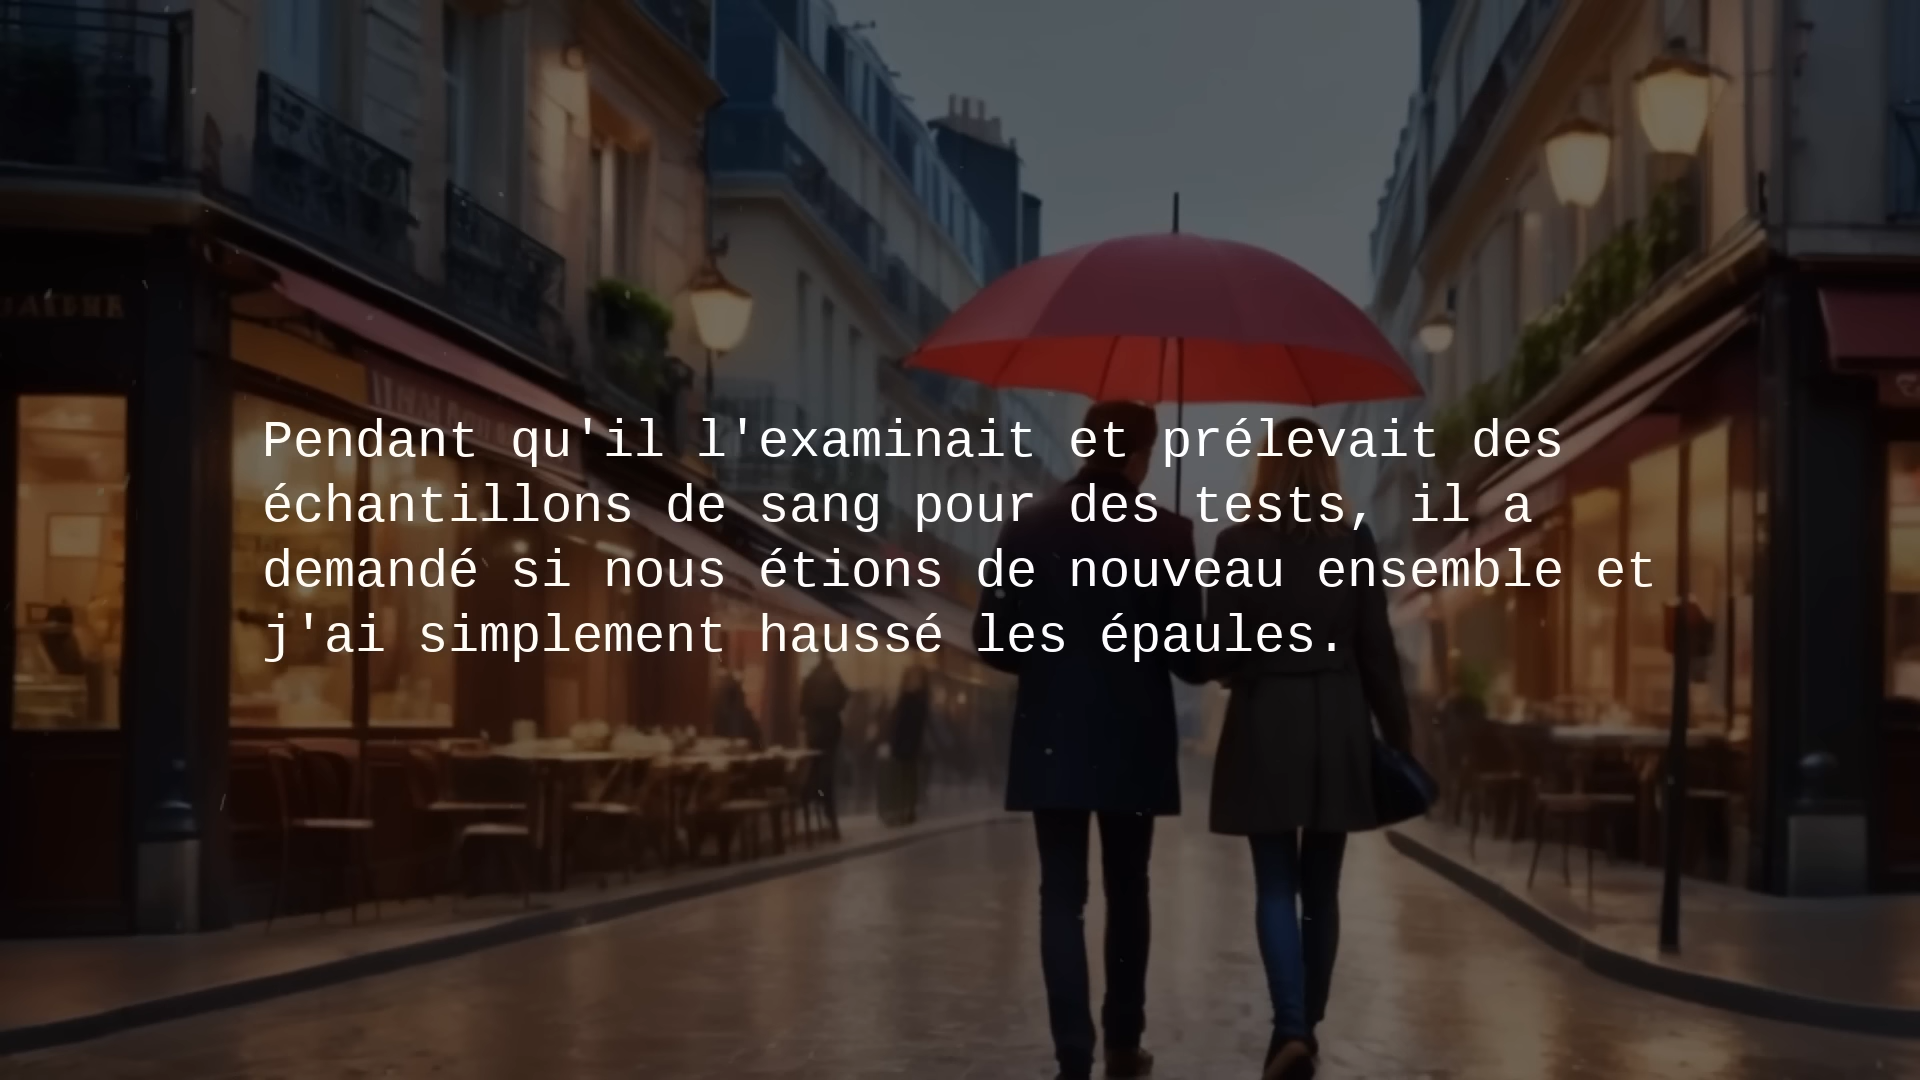 Pendant qu'il l'examinait et prélevait des
échantillons de sang pour des tests, il a
demandé si nous étions de nouveau ensemble et
j'ai simplement haussé les épaules.